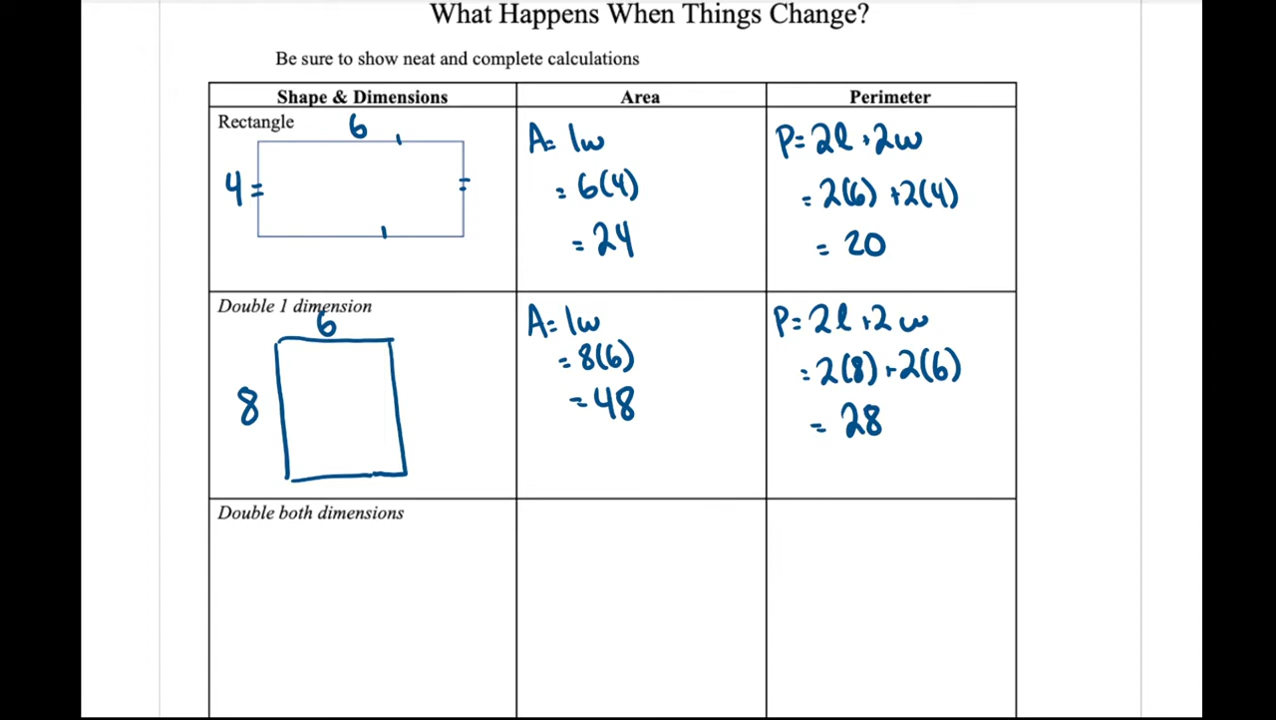 What Happens When Things Change?
Be sure to show neat and complete calculations
Shape & Dimensions
Area
Perimeter
Rectangle
6
4
A = lw
= 6(4)
= 24
P = 2l + 2w
= 2(6) + 2(4)
= 20
Double 1 dimension
6
8
A = lw
= 8(6)
= 48
P = 2l + 2w
= 2(8) + 2(6)
= 28
Double both dimensions